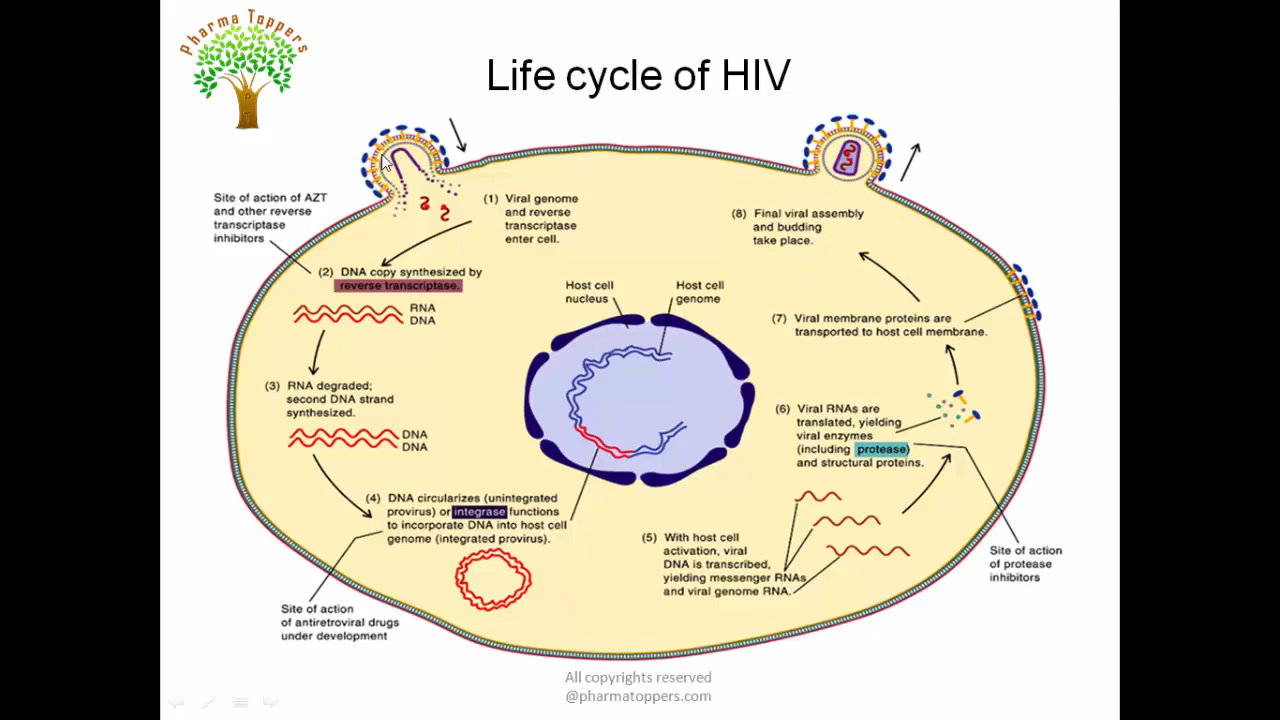 Pharma Toppers
P T
Life cycle of HIV
Site of action of AZT
and other reverse
transcriptase
inhibitors
(1) Viral genome
and reverse
transcriptase
enter cell.
(2) DNA copy synthesized by
reverse transcriptase.
RNA
DNA
(3) RNA degraded;
second DNA strand
synthesized.
DNA
DNA
(4) DNA circularizes (unintegrated
provirus) or integrase functions
to incorporate DNA into host cell
genome (integrated provirus).
Site of action
of antiretroviral drugs
under development
Host cell
nucleus
Host cell
genome
(5) With host cell
activation, viral
DNA is transcribed,
yielding messenger RNAs
and viral genome RNA.
(6) Viral RNAs are
translated, yielding
viral enzymes
(including protease)
and structural proteins.
Site of action
of protease
inhibitors
(7) Viral membrane proteins are
transported to host cell membrane.
(8) Final viral assembly
and budding
take place.
All copyrights reserved
@pharmatoppers.com